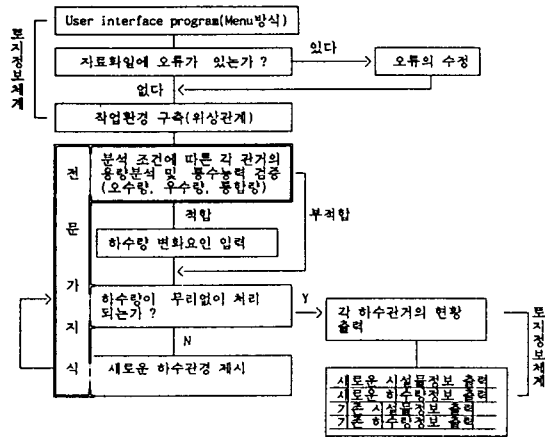 토지정보체계
User interface program(Menu방식)
자료화일에 오류가 있는가 ?
있다
오류의 수정
없다
작업환경 구축(위상관계)
전문가지식
분석 조건에 따른 각 관거의
용량분석 및 통수능력 검증
(오수량, 우수량, 통합량)
적합
부적합
하수량 변화요인 입력
하수량이 무리없이 처리
되는가 ?
Y
각 하수관거의 현황
출력
토지정보체계
N
새로운 하수관경 제시
새로운 시설물정보 출력
새로운 하수량정보 출력
기존 시설물정보 출력
기존 하수량정보 출력